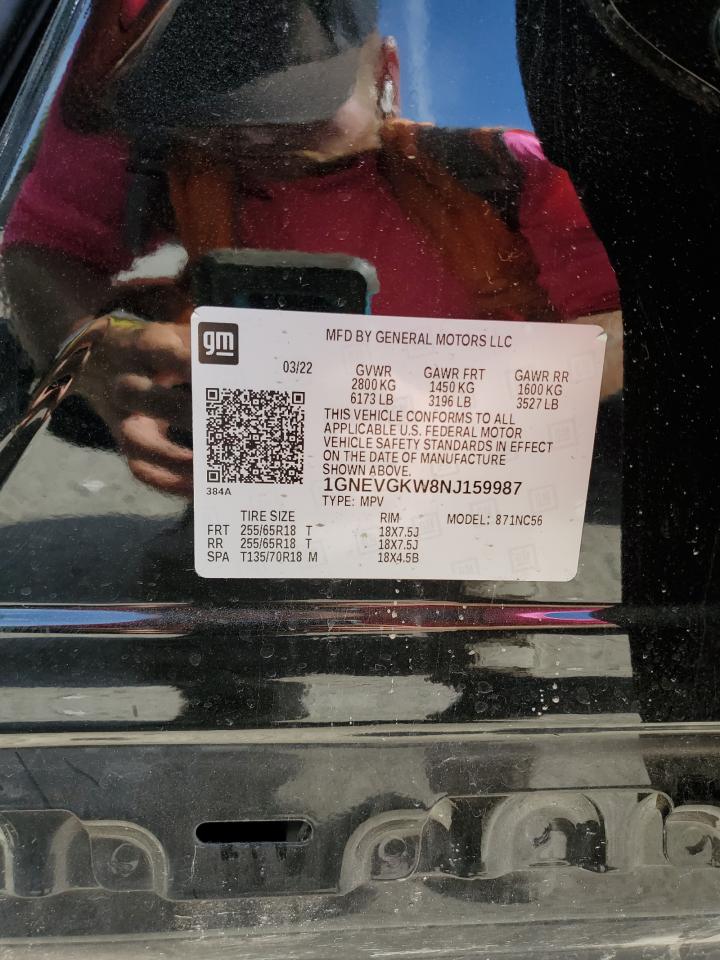 gm
MFD BY GENERAL MOTORS LLC
03/22 GVWR GAWR FRT GAWR RR
2800 KG 1450 KG 1600 KG
6173 LB 3196 LB 3527 LB
THIS VEHICLE CONFORMS TO ALL
APPLICABLE U.S. FEDERAL MOTOR
VEHICLE SAFETY STANDARDS IN EFFECT
ON THE DATE OF MANUFACTURE
SHOWN ABOVE.
384A
1GNEVGKW8NJ159987
TYPE: MPV
TIRE SIZE RIM MODEL: 871NC56
FRT 255/65R18 T 18X7.5J
RR 255/65R18 T 18X7.5J
SPA T135/70R18 M 18X4.5B